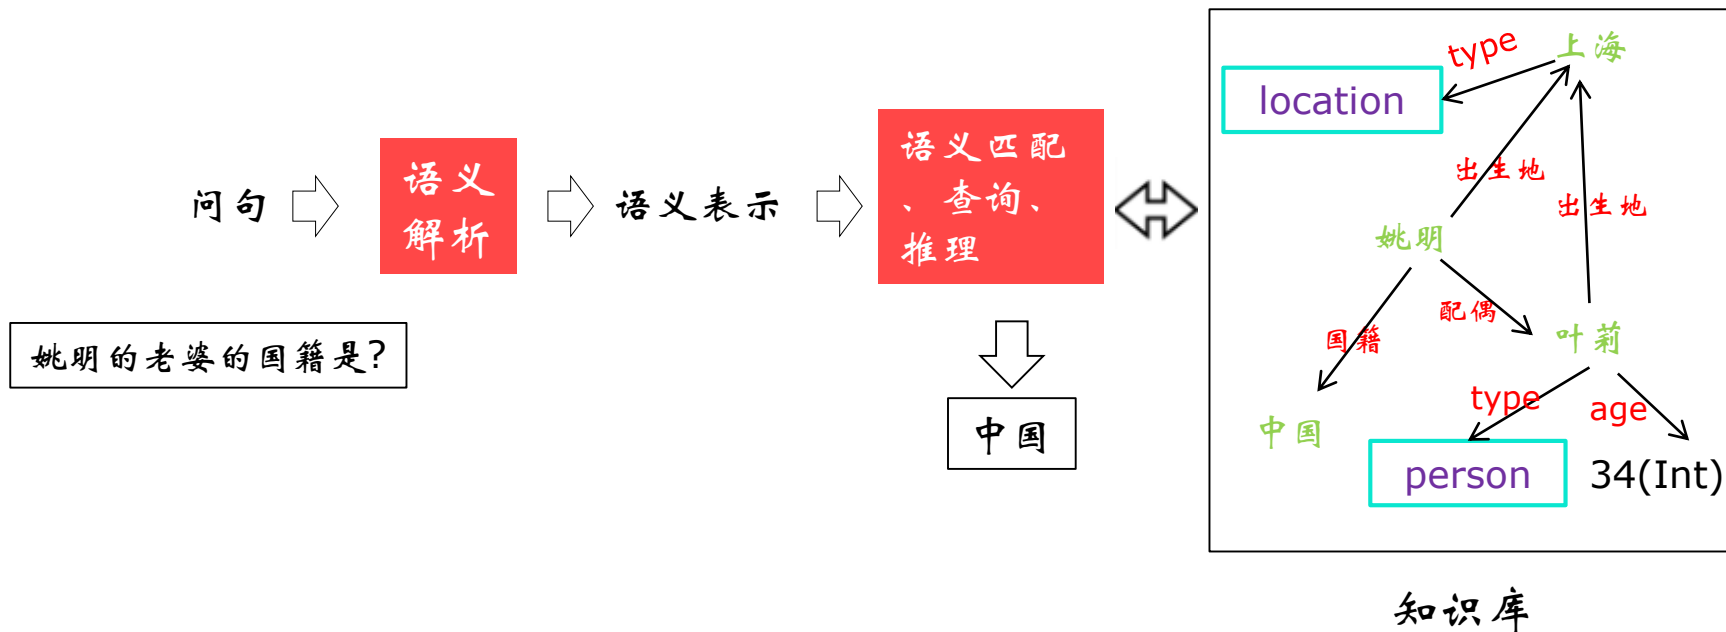 问句
语义
解析
语义表示
语义匹配
、查询、
推理
姚明的老婆的国籍是?
中国
type
上海
location
出生地
出生地
姚明
配偶
国籍
叶莉
type
age
中国
person
34(Int)
知识库